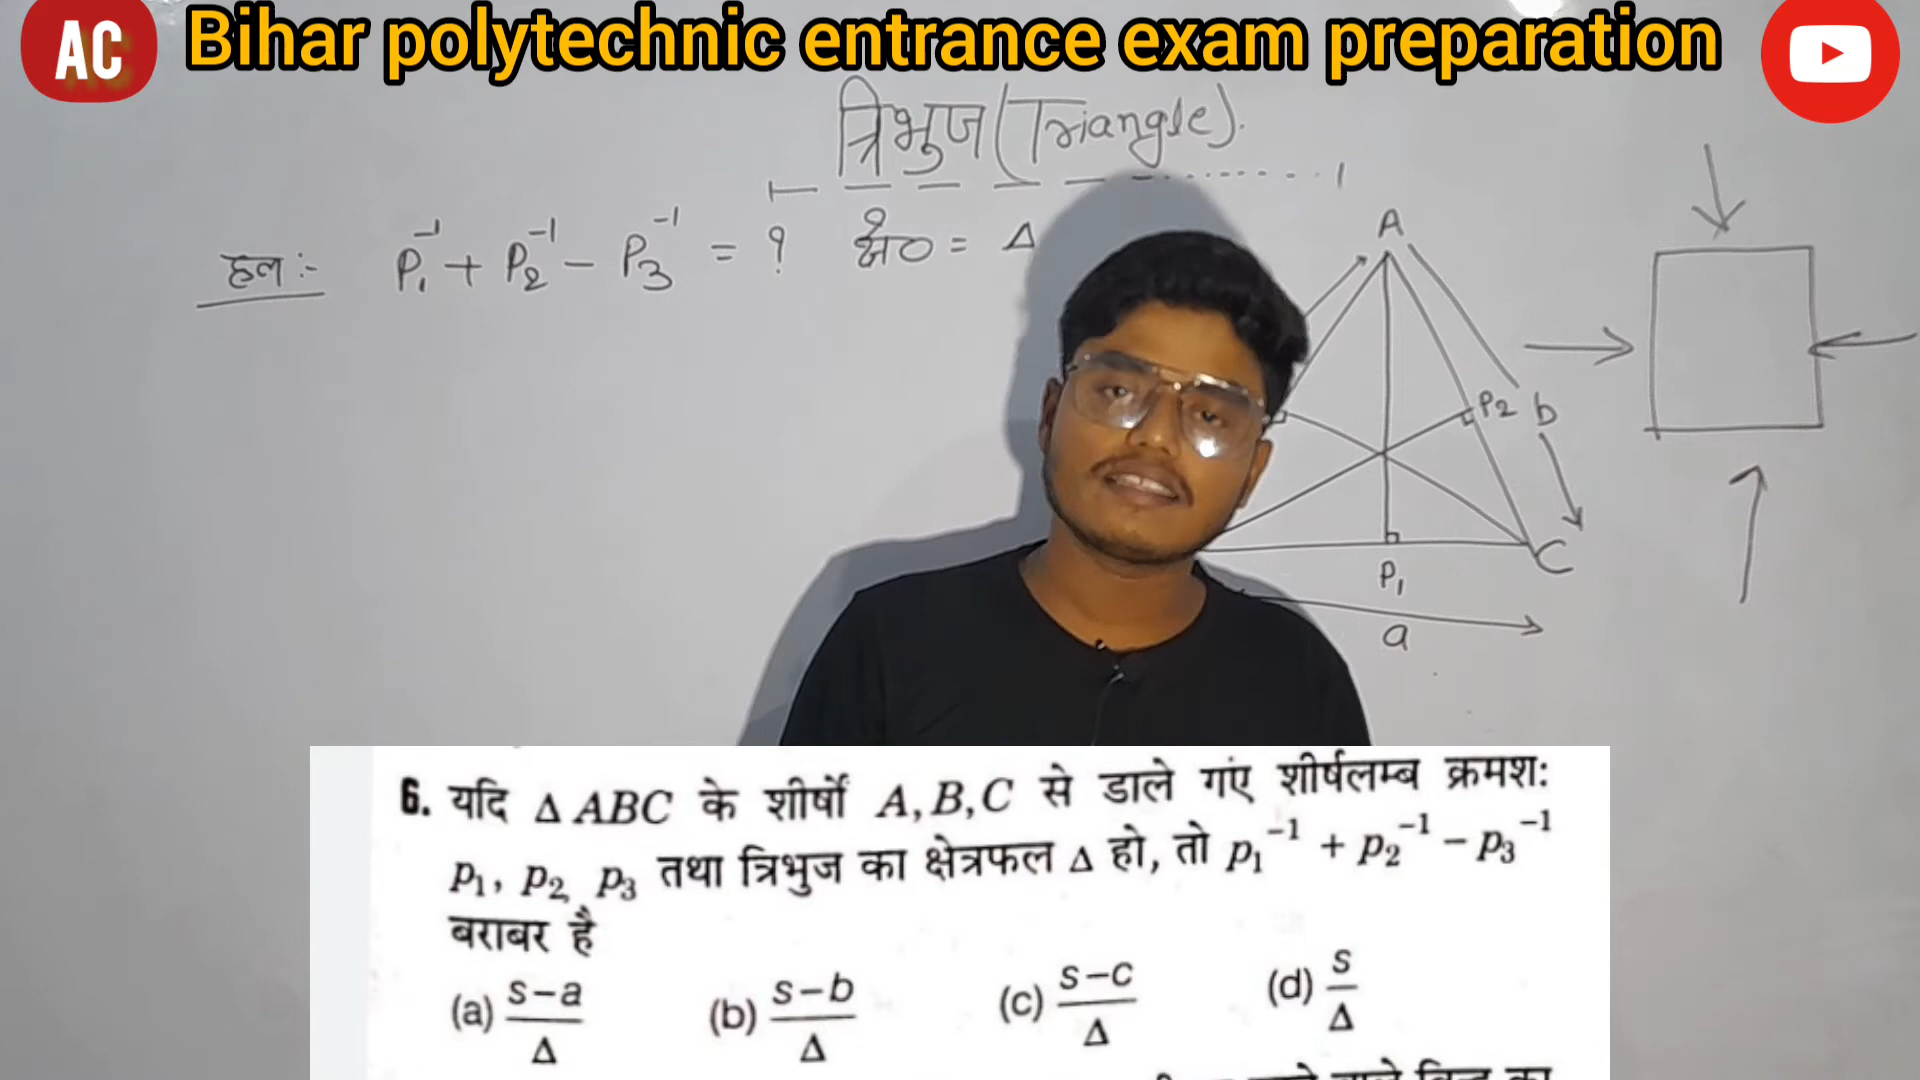 AC Bihar polytechnic entrance exam preparation
त्रिभुज (Triangle).
हल :- P₁⁻¹ + P₂⁻¹ - P₃⁻¹ = ? क्षे० = Δ
A
P₂ b
C
P₁
a
6. यदि Δ ABC के शीर्षों A, B, C से डाले गएं शीर्षलम्ब क्रमश:
p₁, p₂, p₃ तथा त्रिभुज का क्षेत्रफल Δ हो, तो p₁⁻¹ + p₂⁻¹ - p₃⁻¹
बराबर है
(a) s-a/Δ (b) s-b/Δ (c) s-c/Δ (d) s/Δ